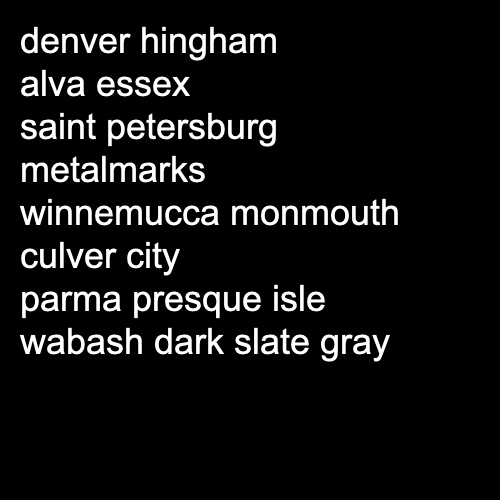 denver hingham
alva essex
saint petersburg
metalmarks
winnemucca monmouth
culver city
parma presque isle
wabash dark slate gray